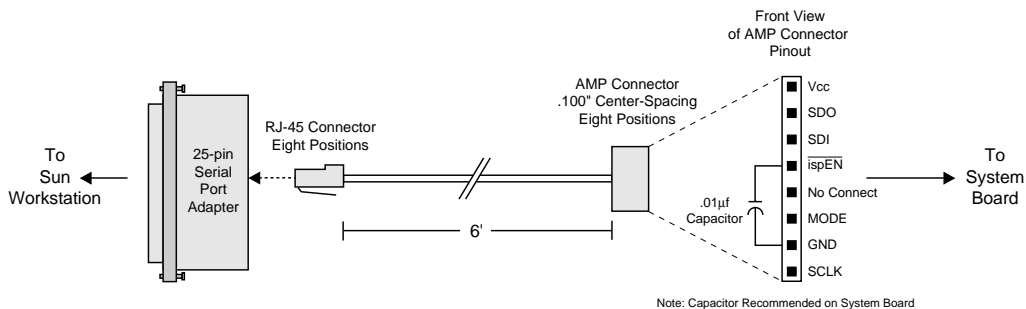 Front View
of AMP Connector
Pinout
AMP Connector
.100" Center-Spacing
Eight Positions
RJ-45 Connector
Eight Positions
To
Sun
Workstation
25-pin
Serial
Port
Adapter
6'
.01µf
Capacitor
Vcc
SDO
SDI
ispEN
No Connect
MODE
GND
SCLK
To
System
Board
Note: Capacitor Recommended on System Board